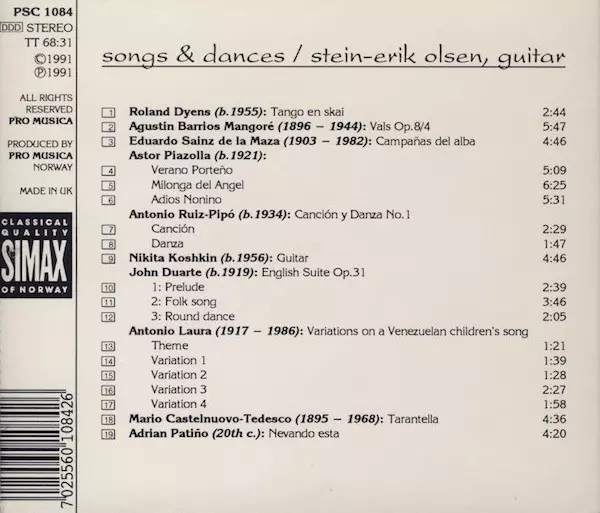 PSC 1084
DDD STEREO
TT 68:31
©1991
℗1991
ALL RIGHTS
RESERVED
PRO MUSICA
PRODUCED BY
PRO MUSICA
NORWAY
MADE IN UK
CLASSICAL
QUALITY
SIMAX
OF NORWAY
7 025560 108426
songs & dances / stein-erik olsen, guitar
1 Roland Dyens (b.1955): Tango en skai 2:44
2 Agustin Barrios Mangoré (1896 – 1944): Vals Op.8/4 5:47
3 Eduardo Sainz de la Maza (1903 – 1982): Campañas del alba 4:46
Astor Piazolla (b.1921):
4 Verano Porteño 5:09
5 Milonga del Angel 6:25
6 Adios Nonino 5:31
Antonio Ruiz-Pipó (b.1934): Canción y Danza No.1
7 Canción 2:29
8 Danza 1:47
9 Nikita Koshkin (b.1956): Guitar 4:46
John Duarte (b.1919): English Suite Op.31
10 1: Prelude 2:39
11 2: Folk song 3:46
12 3: Round dance 2:05
Antonio Laura (1917 – 1986): Variations on a Venezuelan children's song
13 Theme 1:21
14 Variation 1 1:39
15 Variation 2 1:28
16 Variation 3 2:27
17 Variation 4 1:58
18 Mario Castelnuovo-Tedesco (1895 – 1968): Tarantella 4:36
19 Adrian Patiño (20th c.): Nevando esta 4:20